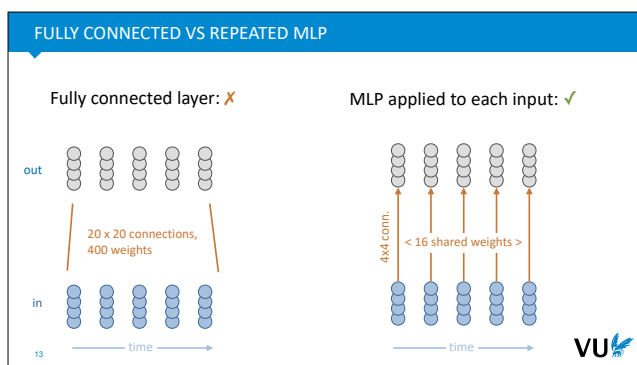 FULLY CONNECTED VS REPEATED MLP
Fully connected layer: ✗
out
20 x 20 connections,
400 weights
in
time
MLP applied to each input: ✓
4x4 conn.
< 16 shared weights >
time
13
VU